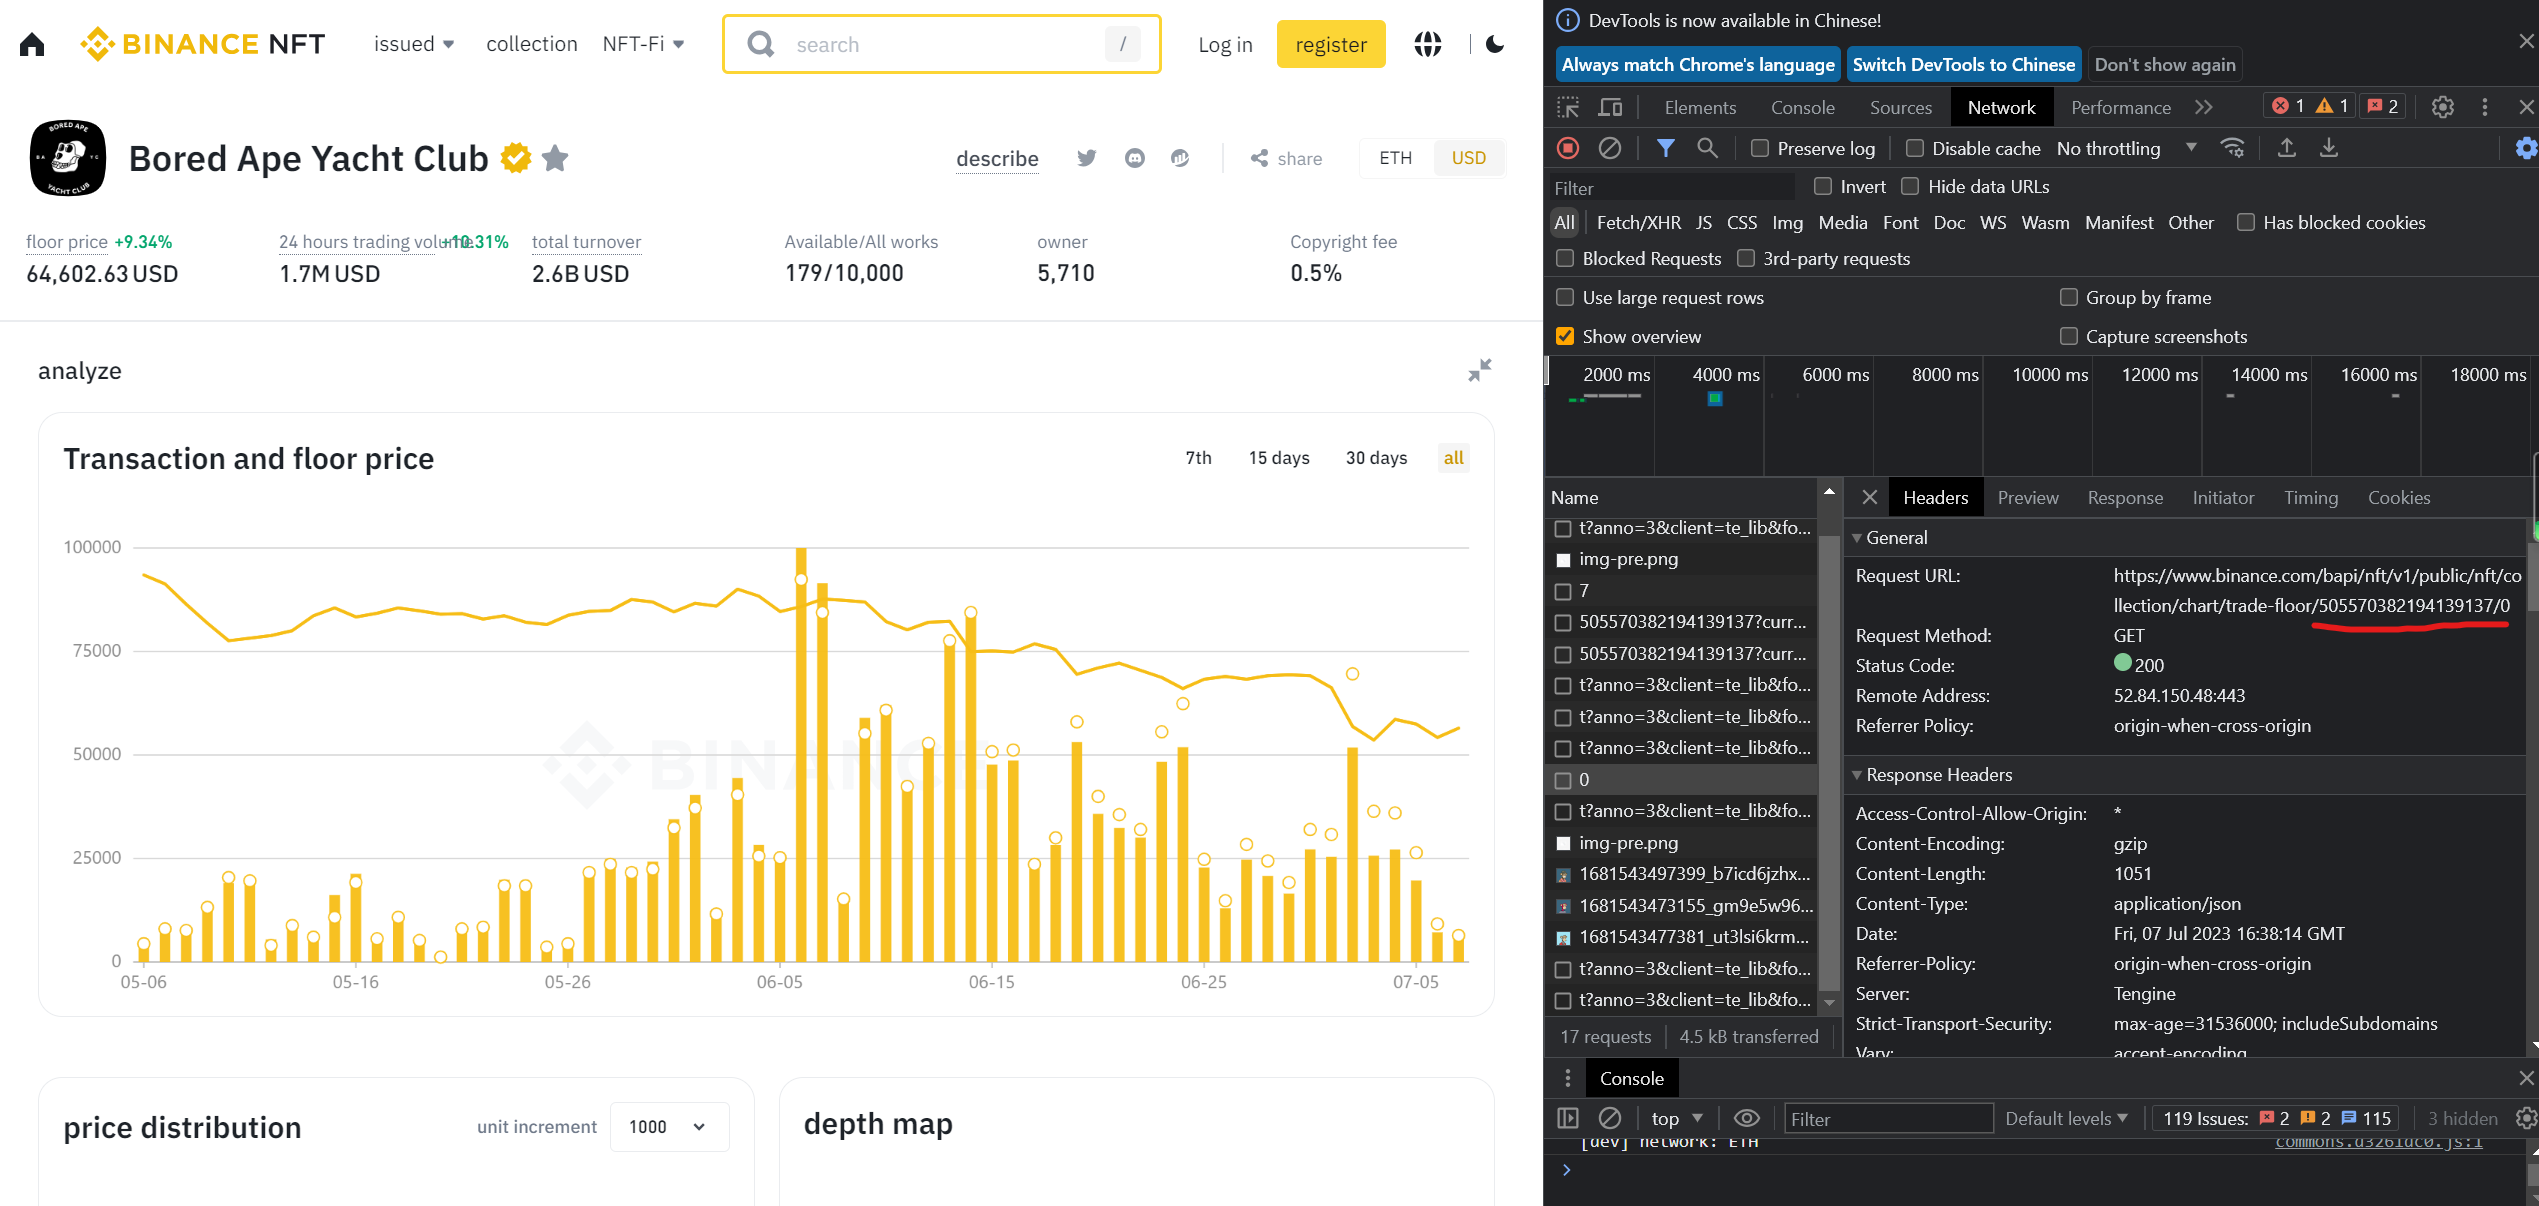 BINANCE NFT
issued
collection
NFT-Fi
search
/
Log in
register
BORED APE
BA YC
YACHT CLUB
Bored Ape Yacht Club
describe
share
ETH
USD
floor price +9.34%
64,602.63 USD
24 hours trading volume +10.31%
1.7M USD
total turnover
2.6B USD
Available/All works
179/10,000
owner
5,710
Copyright fee
0.5%
analyze
Transaction and floor price
7th
15 days
30 days
all
100000
75000
50000
25000
0
BINANCE
05-06
05-16
05-26
06-05
06-15
06-25
07-05
price distribution
unit increment
1000
depth map
DevTools is now available in Chinese!
Always match Chrome's language
Switch DevTools to Chinese
Don't show again
Elements
Console
Sources
Network
Performance
1
1
2
Preserve log
Disable cache
No throttling
Filter
Invert
Hide data URLs
All
Fetch/XHR
JS
CSS
Img
Media
Font
Doc
WS
Wasm
Manifest
Other
Has blocked cookies
Blocked Requests
3rd-party requests
Use large request rows
Group by frame
Show overview
Capture screenshots
2000 ms
4000 ms
6000 ms
8000 ms
10000 ms
12000 ms
14000 ms
16000 ms
18000 ms
Name
t?anno=3&client=te_lib&fo...
img-pre.png
7
505570382194139137?curr...
505570382194139137?curr...
t?anno=3&client=te_lib&fo...
t?anno=3&client=te_lib&fo...
t?anno=3&client=te_lib&fo...
0
t?anno=3&client=te_lib&fo...
img-pre.png
1681543497399_b7icd6jzhx...
1681543473155_gm9e5w96...
1681543477381_ut3lsi6krm...
t?anno=3&client=te_lib&fo...
t?anno=3&client=te_lib&fo...
17 requests
4.5 kB transferred
Headers
Preview
Response
Initiator
Timing
Cookies
General
Request URL: https://www.binance.com/bapi/nft/v1/public/nft/co
llection/chart/trade-floor/505570382194139137/0
Request Method: GET
Status Code: 200
Remote Address: 52.84.150.48:443
Referrer Policy: origin-when-cross-origin
Response Headers
Access-Control-Allow-Origin: *
Content-Encoding: gzip
Content-Length: 1051
Content-Type: application/json
Date: Fri, 07 Jul 2023 16:38:14 GMT
Referrer-Policy: origin-when-cross-origin
Server: Tengine
Strict-Transport-Security: max-age=31536000; includeSubdomains
Vary: accept-encoding
Console
top
Filter
Default levels
119 Issues: 2 2 115
3 hidden
[dev] network: ETH
commons.d3261dc0.js:1